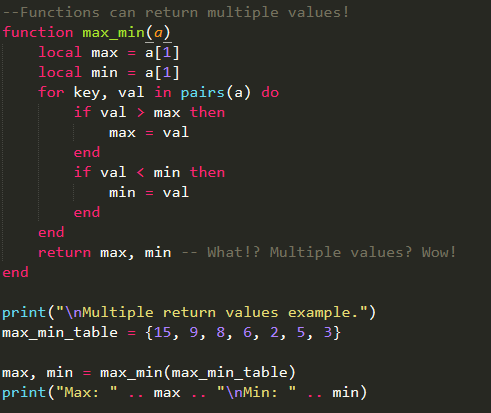 --Functions can return multiple values!
function max_min(a)
    local max = a[1]
    local min = a[1]
    for key, val in pairs(a) do
        if val > max then
            max = val
        end
        if val < min then
            min = val
        end
    end
    return max, min -- What!? Multiple values? Wow!
end

print("\nMultiple return values example.")
max_min_table = {15, 9, 8, 6, 2, 5, 3}

max, min = max_min(max_min_table)
print("Max: " .. max .. "\nMin: " .. min)